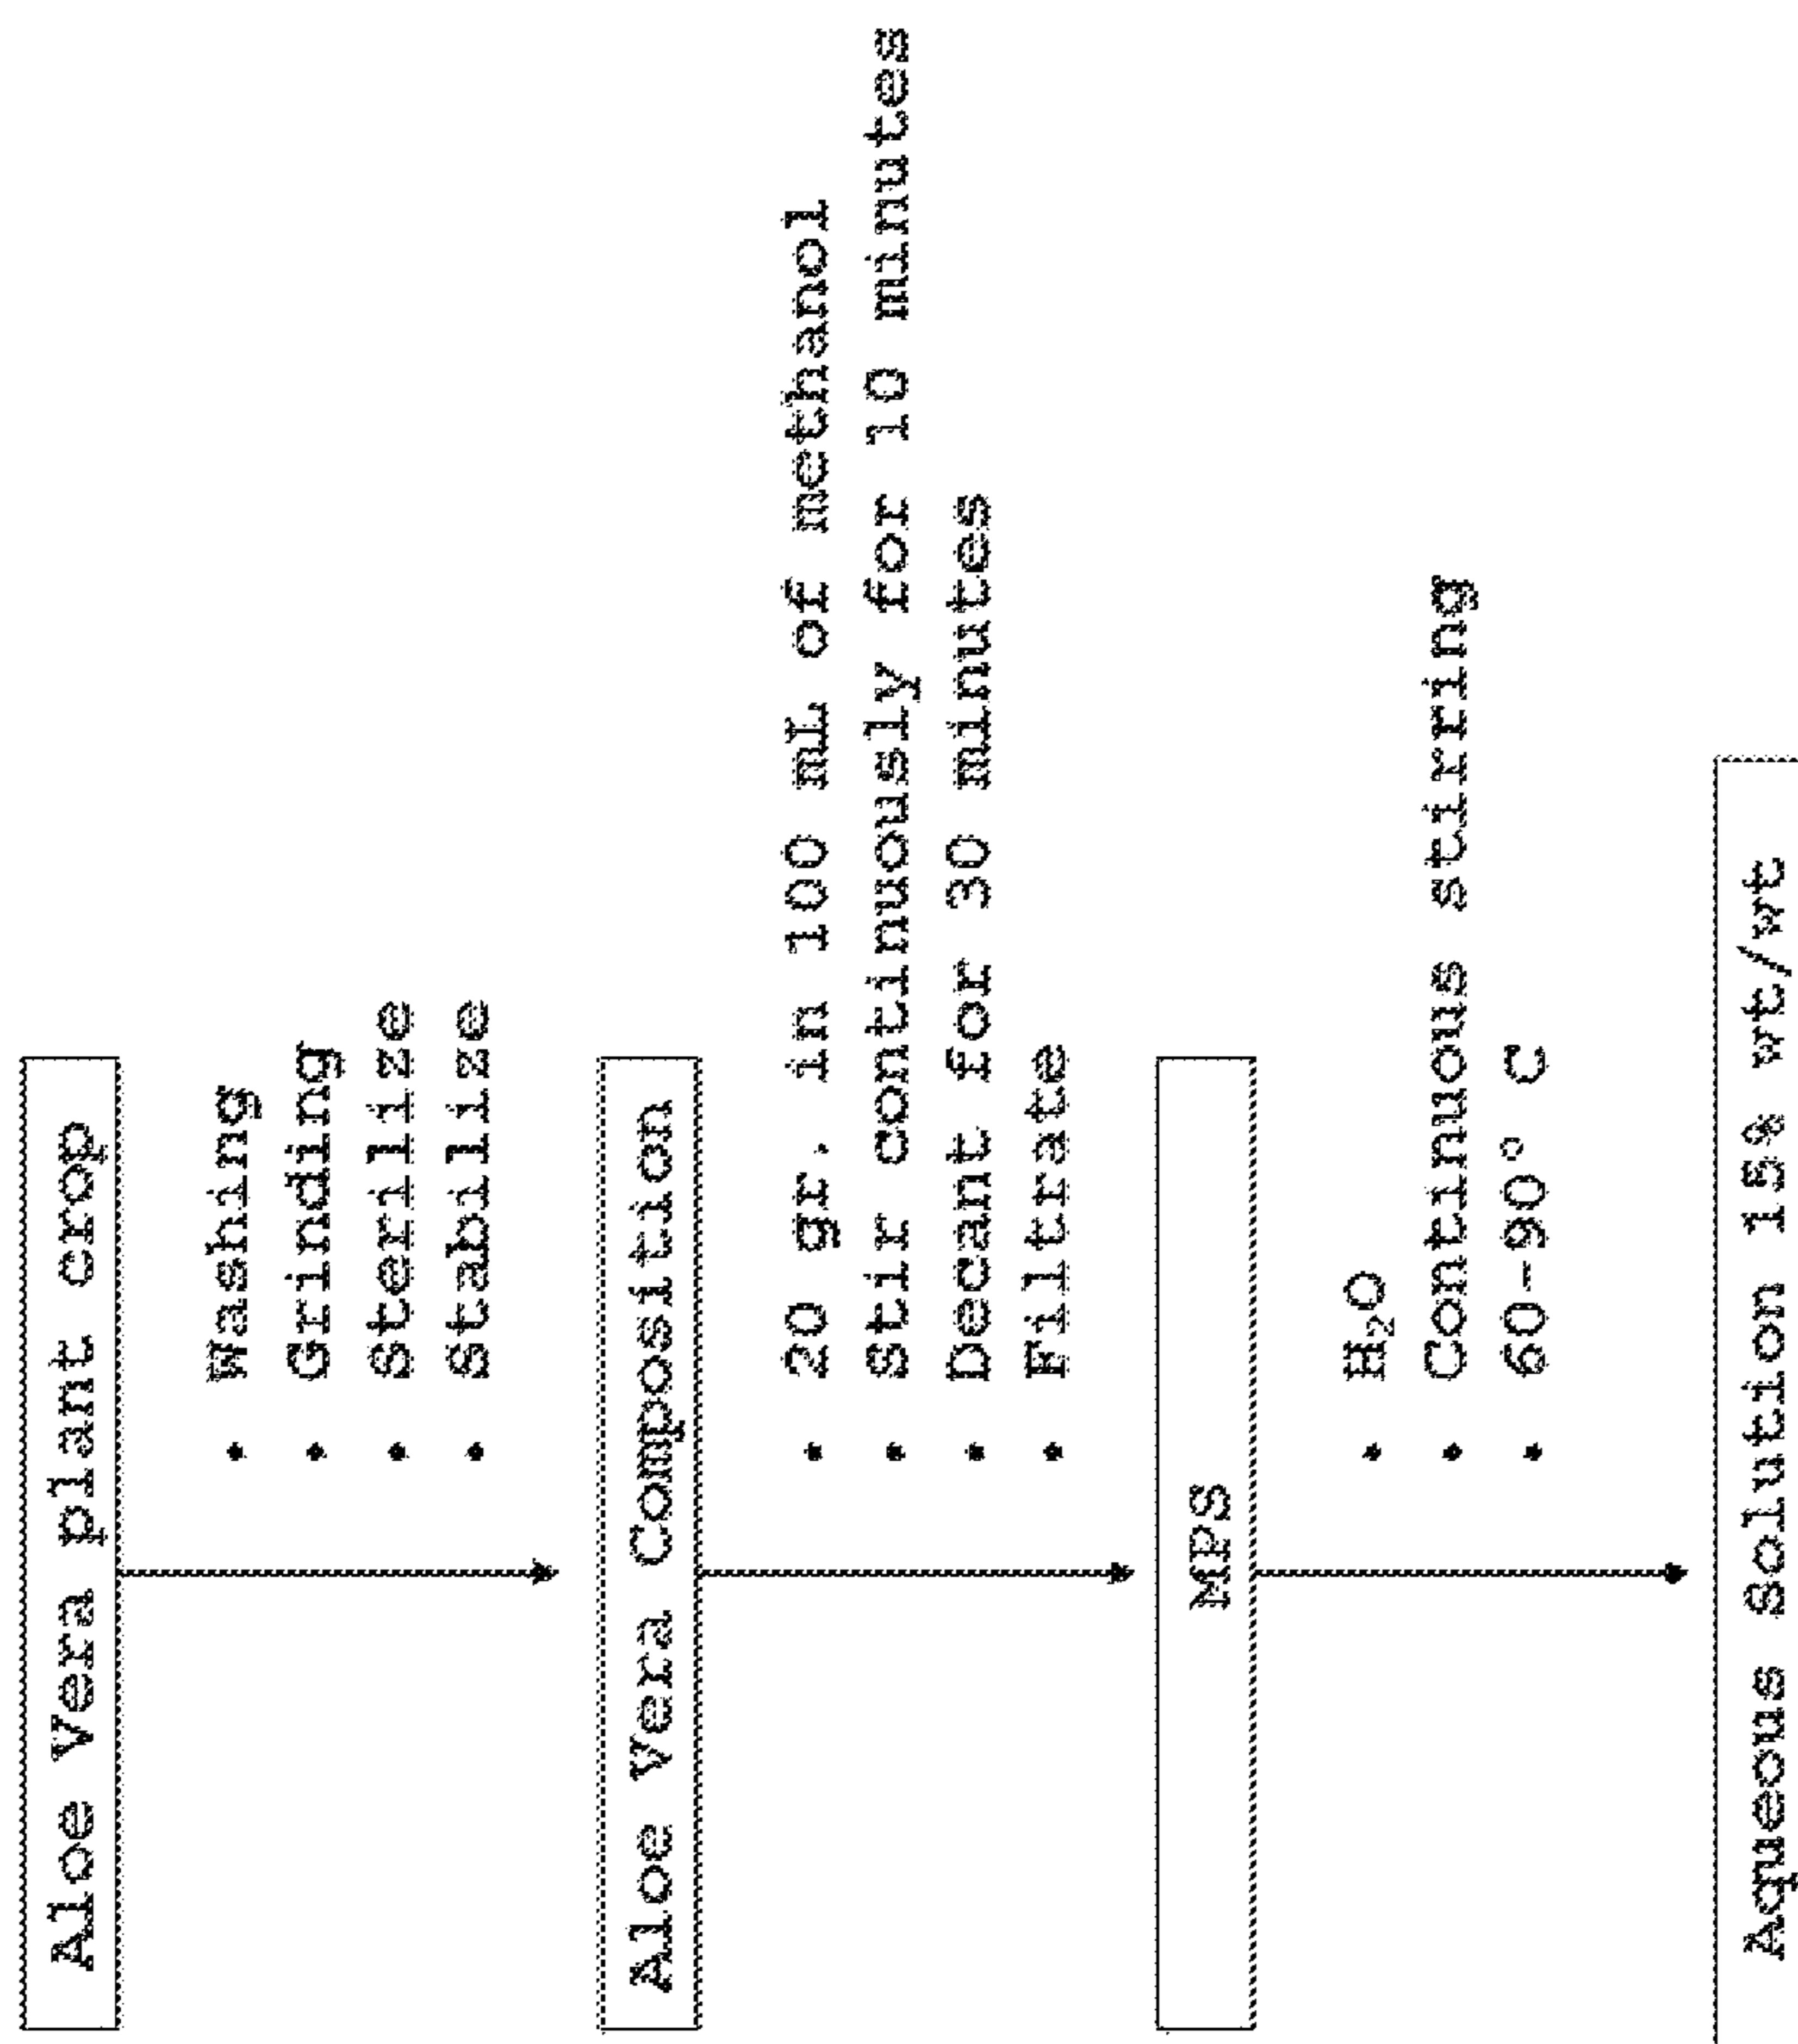 Aloe Vera plant crop
• Washing
• Grinding
• Sterilize
• Stabilize
Aloe Vera Composition
• 20 gr. in 100 mL of methanol
• Stir continuously for 10 minutes
• Decant for 30 minutes
• Filtrate
MPS
• H₂O
• Continuous stirring
• 60-90° C
Aqueous Solution 15% wt/wt